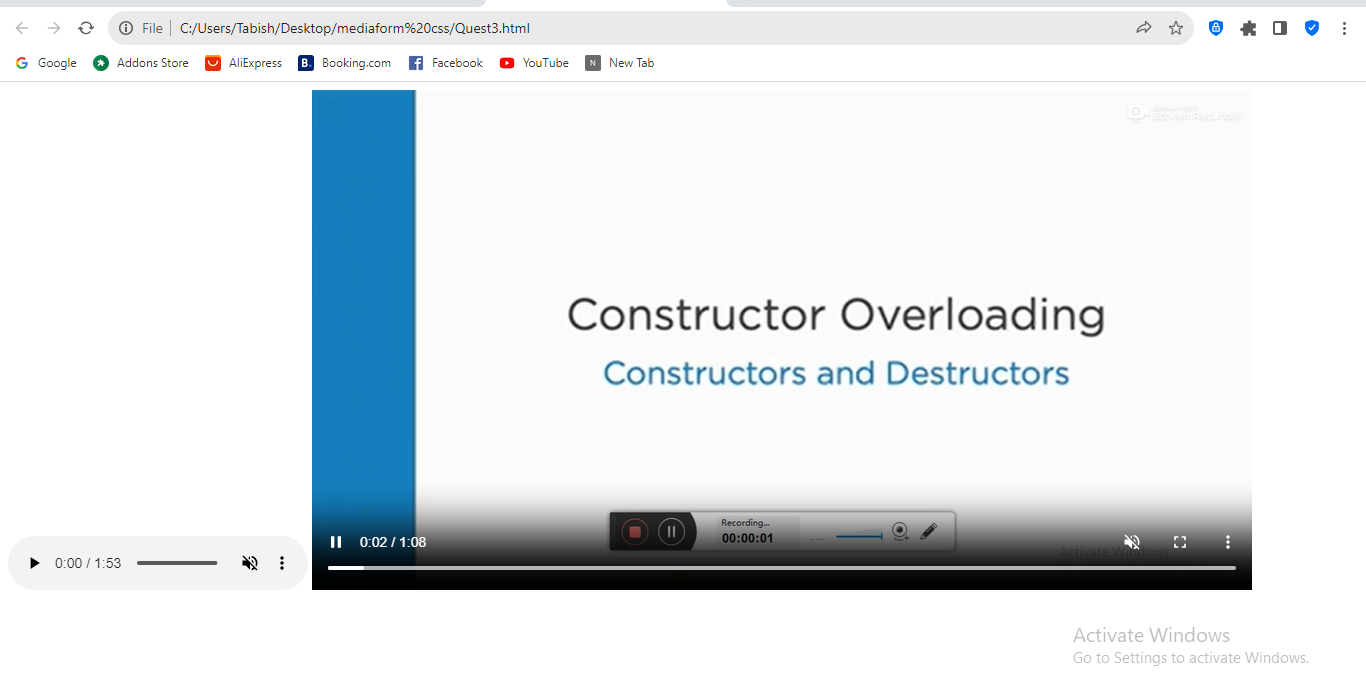 File C:/Users/Tabish/Desktop/mediaform%20css/Quest3.html
Google Addons Store AliExpress B. Booking.com Facebook YouTube N New Tab
Screen Recorder
Constructor Overloading
Constructors and Destructors
Recording...
00:00:01
0:02 / 1:08
Activate Windows
0:00 / 1:53
Activate Windows
Go to Settings to activate Windows.